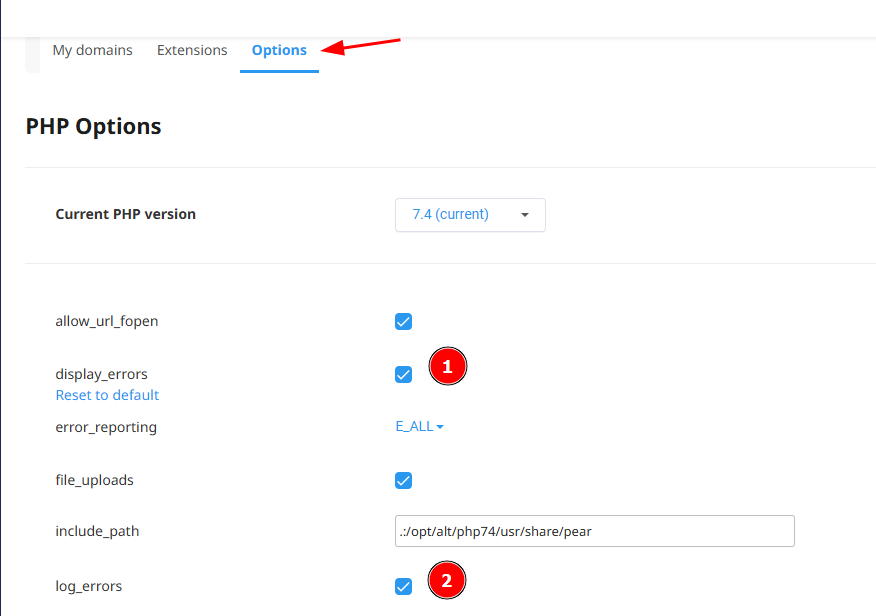 My domains Extensions Options
PHP Options
Current PHP version 7.4 (current)
allow_url_fopen
display_errors 1
Reset to default
error_reporting E_ALL
file_uploads
include_path .:/opt/alt/php74/usr/share/pear
log_errors 2